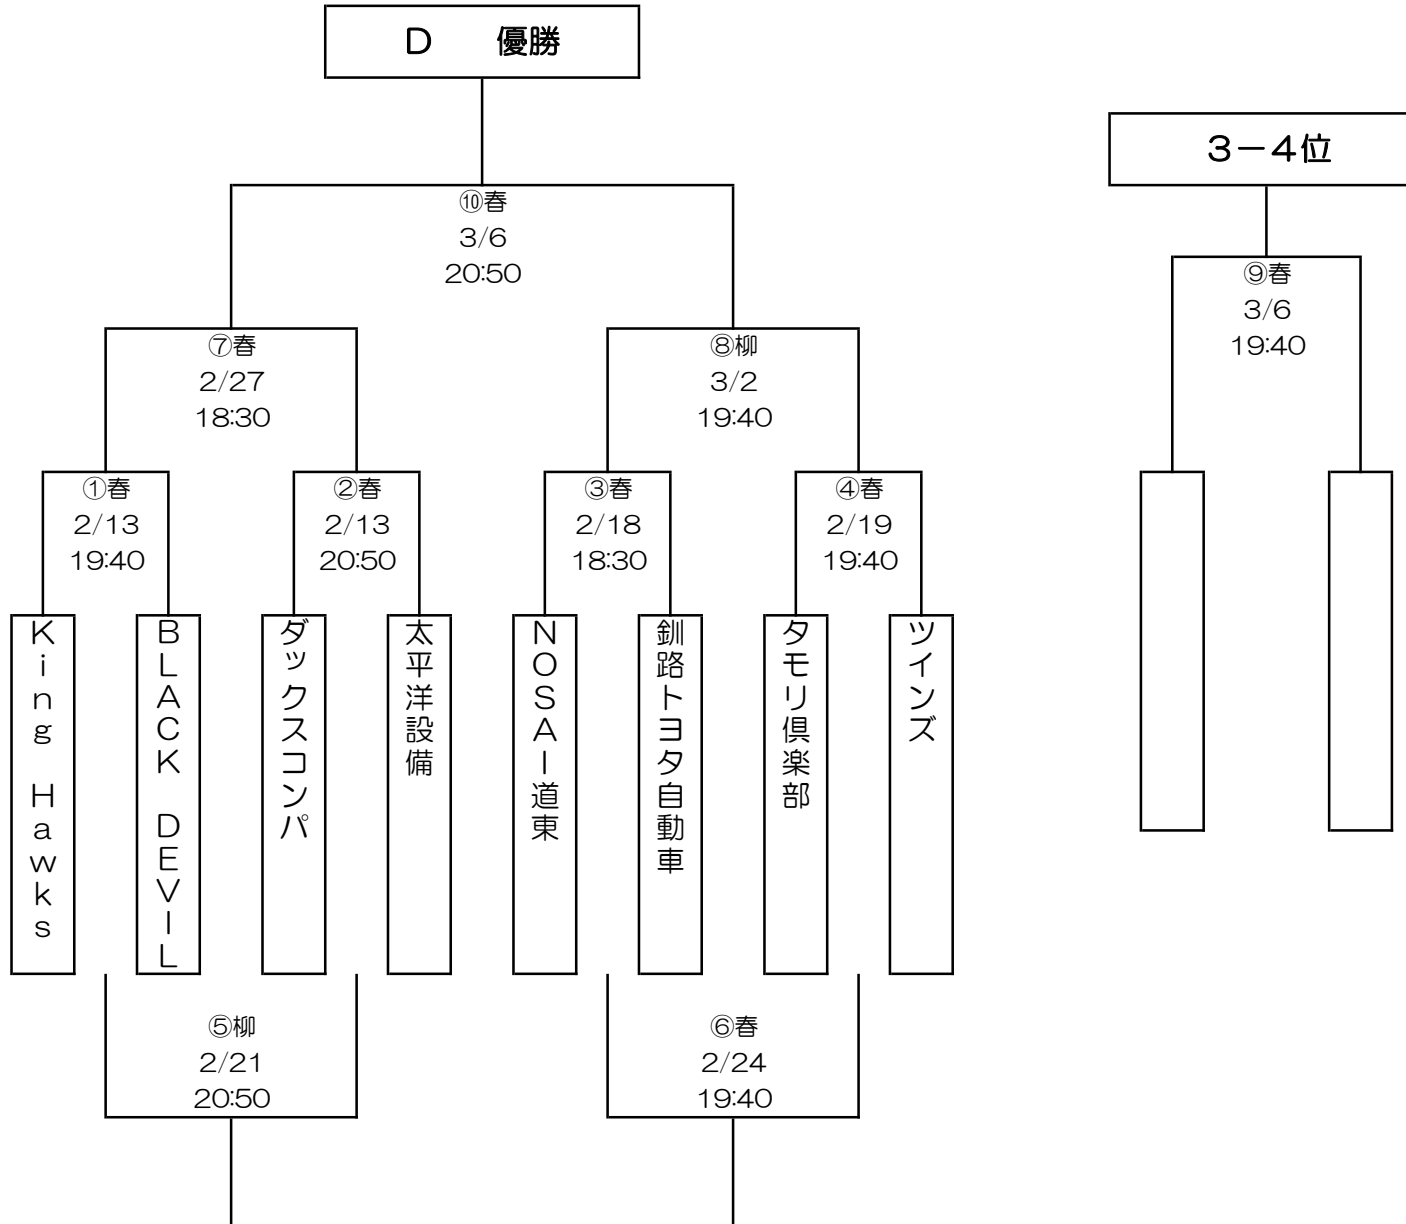 D　優勝
3－4位
⑩春
3/6
20:50
⑨春
3/6
19:40
⑦春
2/27
18:30
⑧柳
3/2
19:40
①春
2/13
19:40
②春
2/13
20:50
③春
2/18
18:30
④春
2/19
19:40
King Hawks
BLACK DEVIL
ダックスコンパ
太平洋設備
NOSAI道東
釧路トヨタ自動車
タモリ倶楽部
ツインズ
⑤柳
2/21
20:50
⑥春
2/24
19:40